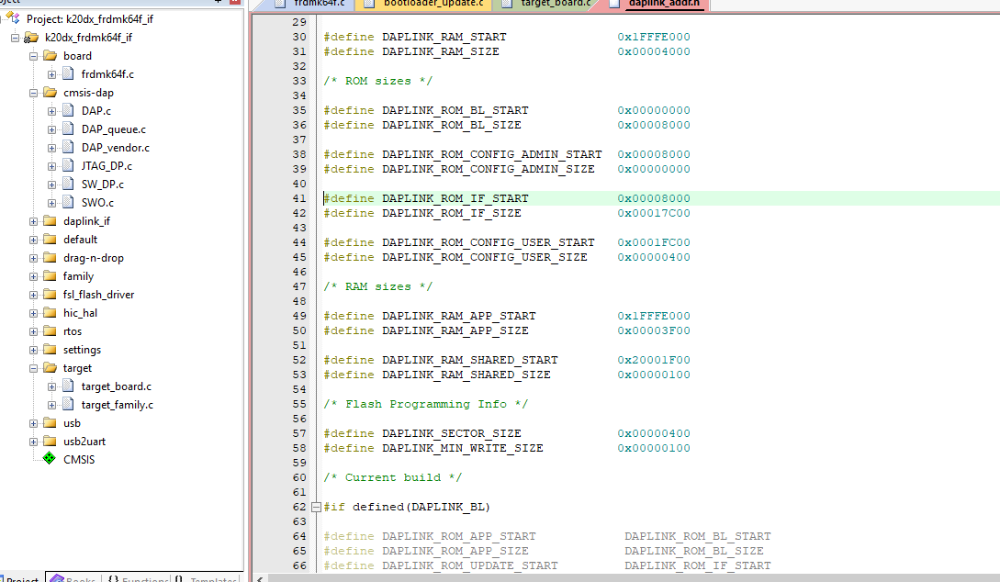 Project: k20dx_frdmk64f_if
k20dx_frdmk64f_if
board
frdmk64f.c
cmsis-dap
DAP.c
DAP_queue.c
DAP_vendor.c
JTAG_DP.c
SW_DP.c
SWO.c
daplink_if
default
drag-n-drop
family
fsl_flash_driver
hic_hal
rtos
settings
target
target_board.c
target_family.c
usb
usb2uart
CMSIS
Project Books {} Functions Templates
frdmk64f.c bootloader_update.c target_board.c daplink_addr.h
29
30 #define DAPLINK_RAM_START 0x1FFFE000
31 #define DAPLINK_RAM_SIZE 0x00004000
32
33 /* ROM sizes */
34
35 #define DAPLINK_ROM_BL_START 0x00000000
36 #define DAPLINK_ROM_BL_SIZE 0x00008000
37
38 #define DAPLINK_ROM_CONFIG_ADMIN_START 0x00008000
39 #define DAPLINK_ROM_CONFIG_ADMIN_SIZE 0x00000000
40
41 #define DAPLINK_ROM_IF_START 0x00008000
42 #define DAPLINK_ROM_IF_SIZE 0x00017C00
43
44 #define DAPLINK_ROM_CONFIG_USER_START 0x0001FC00
45 #define DAPLINK_ROM_CONFIG_USER_SIZE 0x00000400
46
47 /* RAM sizes */
48
49 #define DAPLINK_RAM_APP_START 0x1FFFE000
50 #define DAPLINK_RAM_APP_SIZE 0x00003F00
51
52 #define DAPLINK_RAM_SHARED_START 0x20001F00
53 #define DAPLINK_RAM_SHARED_SIZE 0x00000100
54
55 /* Flash Programming Info */
56
57 #define DAPLINK_SECTOR_SIZE 0x00000400
58 #define DAPLINK_MIN_WRITE_SIZE 0x00000100
59
60 /* Current build */
61
62 #if defined(DAPLINK_BL)
63
64 #define DAPLINK_ROM_APP_START DAPLINK_ROM_BL_START
65 #define DAPLINK_ROM_APP_SIZE DAPLINK_ROM_BL_SIZE
66 #define DAPLINK_ROM_UPDATE_START DAPLINK_ROM_IF_START